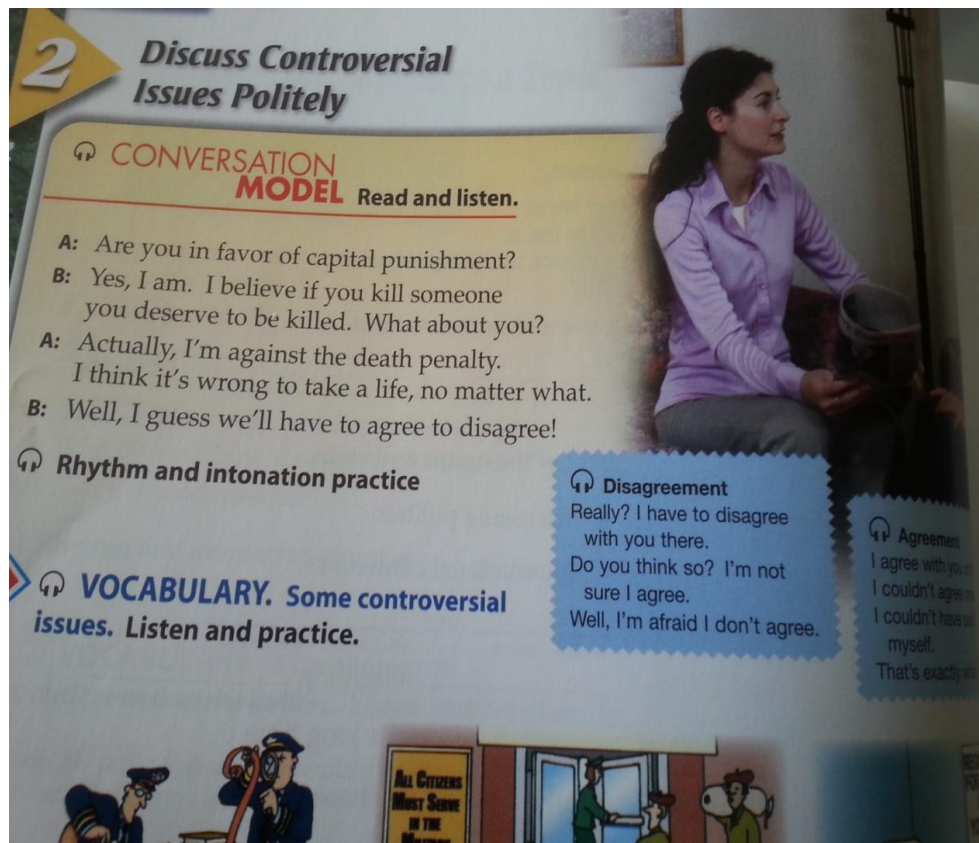 2
Discuss Controversial
Issues Politely
CONVERSATION
MODEL Read and listen.
A: Are you in favor of capital punishment?
B: Yes, I am. I believe if you kill someone
you deserve to be killed. What about you?
A: Actually, I'm against the death penalty.
I think it's wrong to take a life, no matter what.
B: Well, I guess we'll have to agree to disagree!
Rhythm and intonation practice
Disagreement
Really? I have to disagree
with you there.
Do you think so? I'm not
sure I agree.
Well, I'm afraid I don't agree.
Agreement
I agree with you
I couldn't agree
I couldn't have
myself.
That's exactly
VOCABULARY. Some controversial
issues. Listen and practice.
ALL CITIZENS
MUST SERVE
IN THE